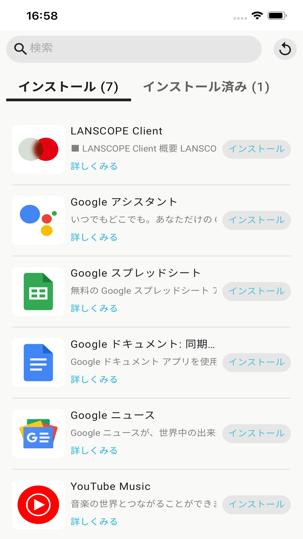 16:58
検索
インストール (7)
インストール済み (1)
LANSCOPE Client
■ LANSCOPE Client 概要 LANSCO
インストール
詳しくみる
Google アシスタント
いつでもどこでも。あなただけの
インストール
詳しくみる
Google スプレッドシート
無料の Google スプレッドシート
インストール
詳しくみる
Google ドキュメント: 同期...
Google ドキュメント アプリを使用
インストール
詳しくみる
Google ニュース
Google ニュースが、世界中の出来
インストール
詳しくみる
YouTube Music
音楽の世界とつながることができま
インストール
詳しくみる